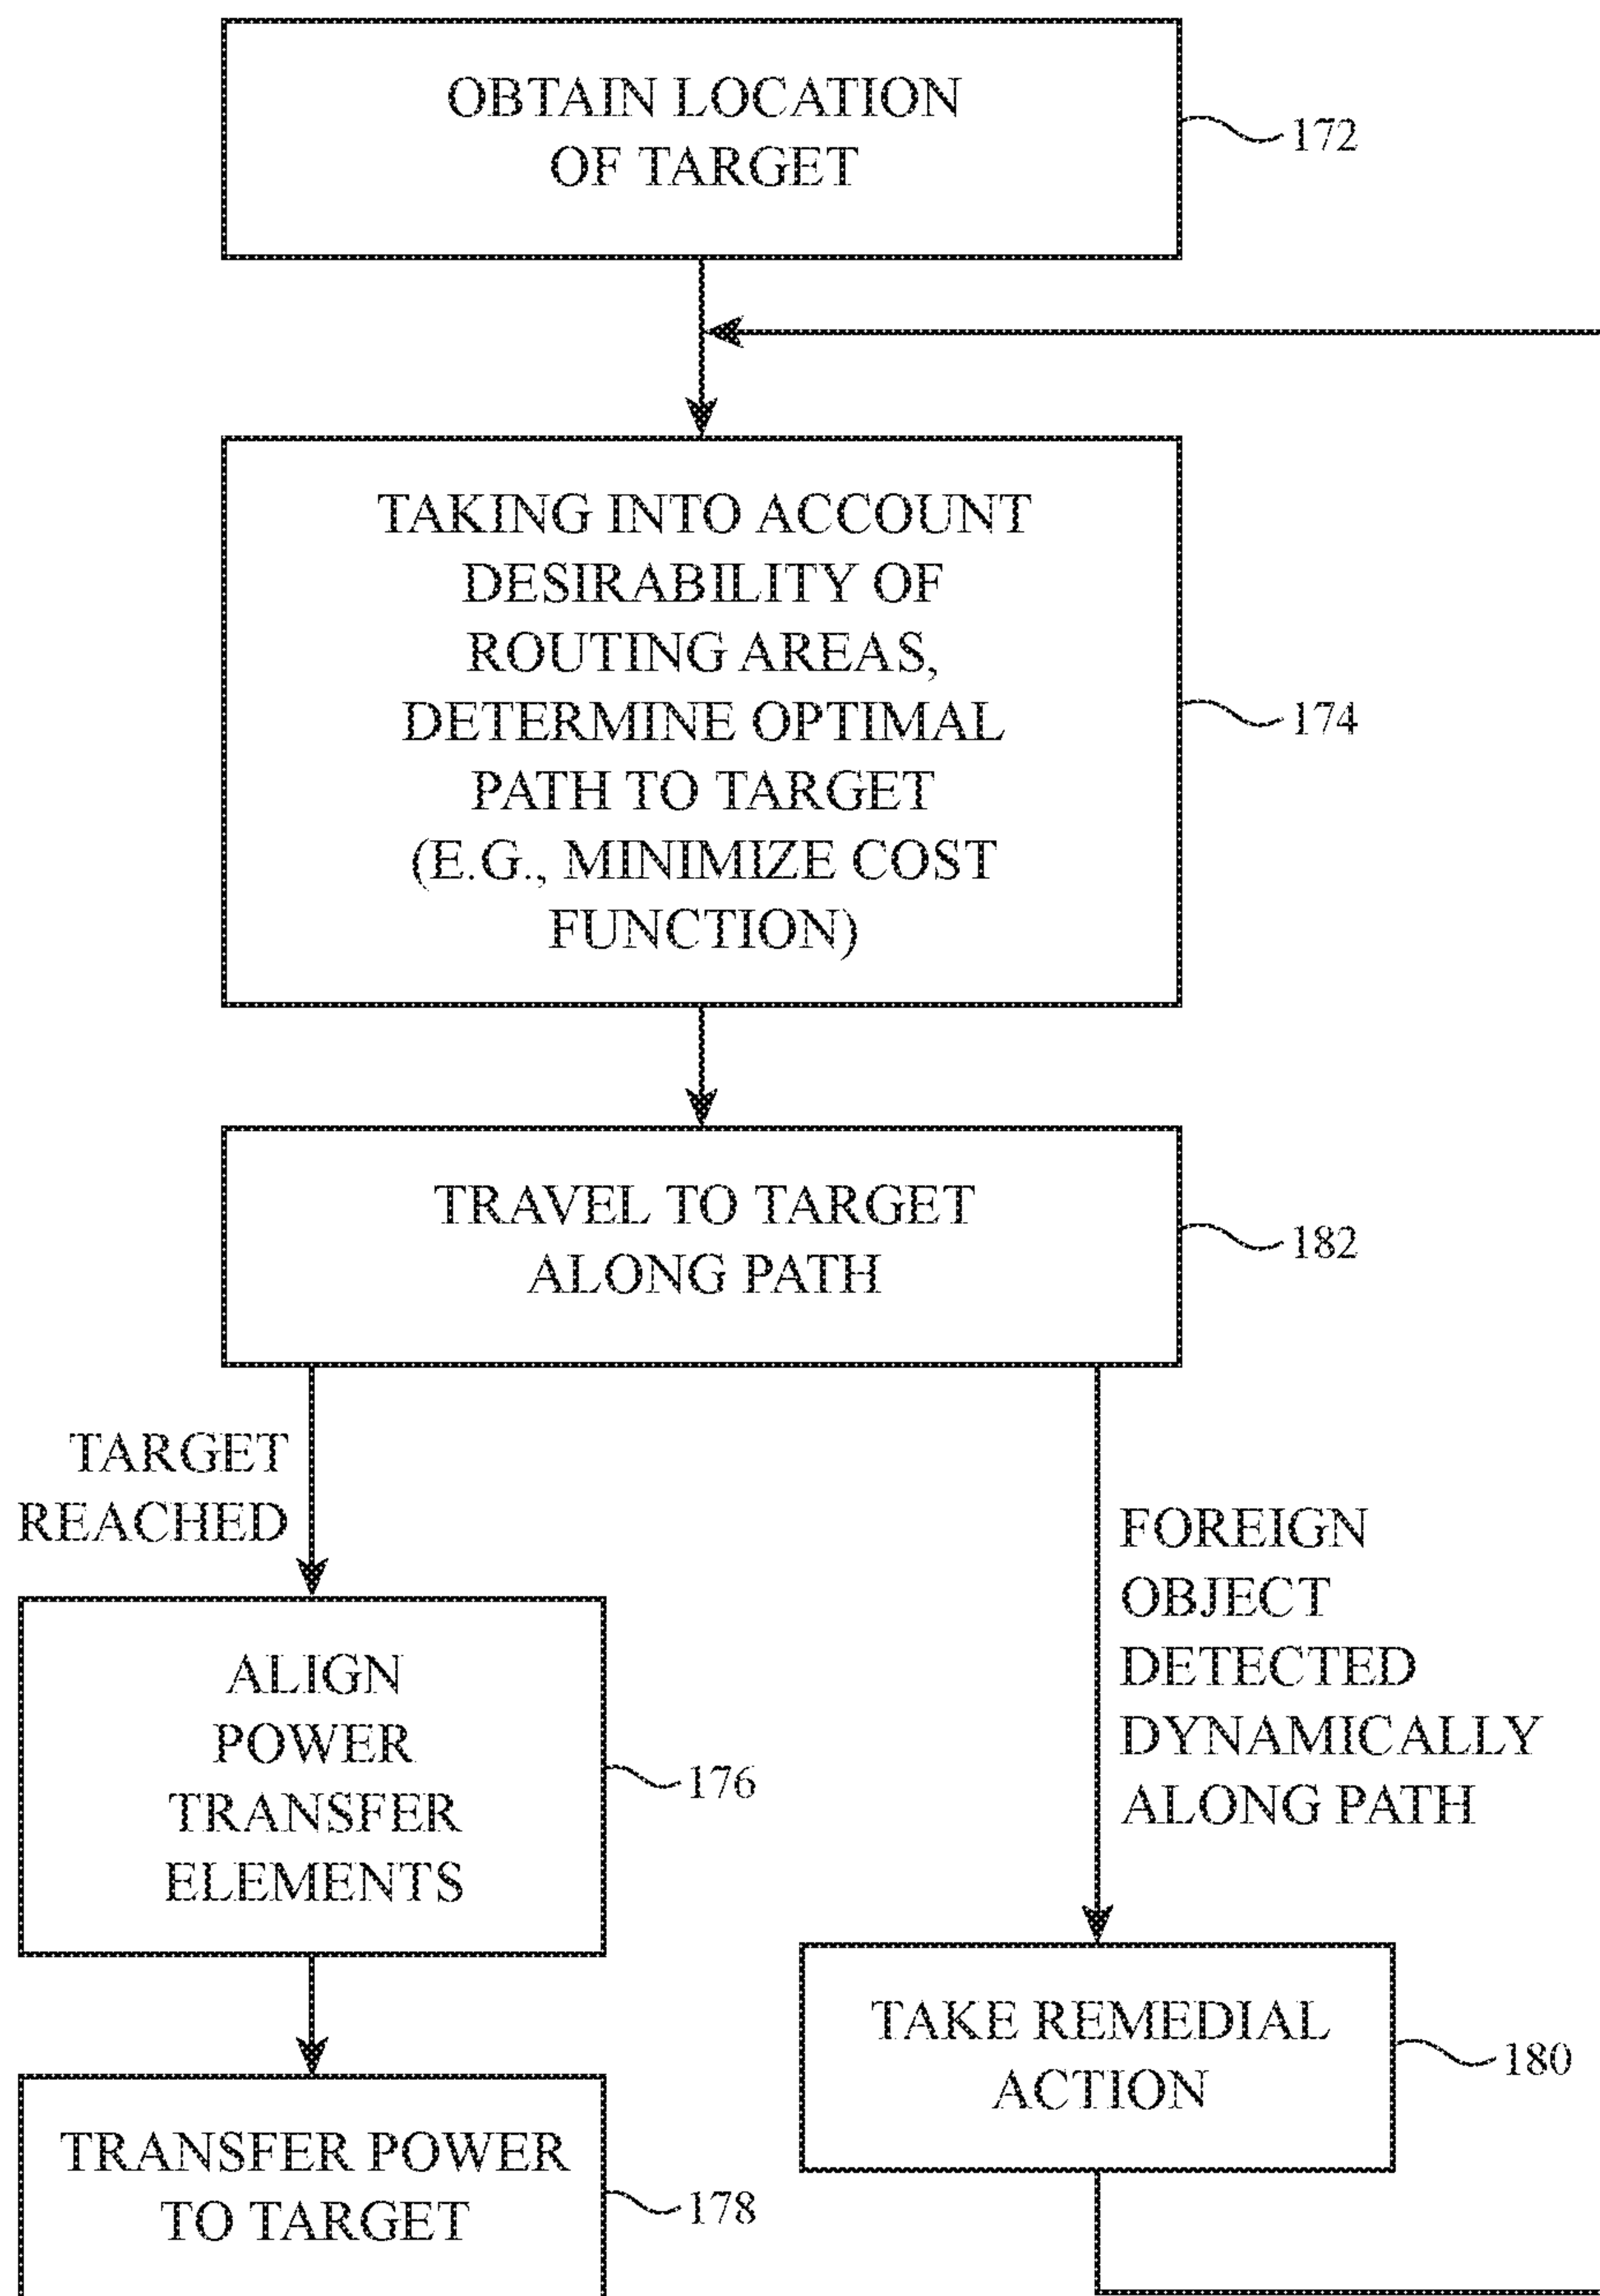 OBTAIN LOCATION
OF TARGET
172
TAKING INTO ACCOUNT
DESIRABILITY OF
ROUTING AREAS,
DETERMINE OPTIMAL
PATH TO TARGET
(E.G., MINIMIZE COST
FUNCTION)
174
TRAVEL TO TARGET
ALONG PATH
182
TARGET
REACHED
FOREIGN
OBJECT
DETECTED
DYNAMICALLY
ALONG PATH
ALIGN
POWER
TRANSFER
ELEMENTS
176
TAKE REMEDIAL
ACTION
180
TRANSFER POWER
TO TARGET
178